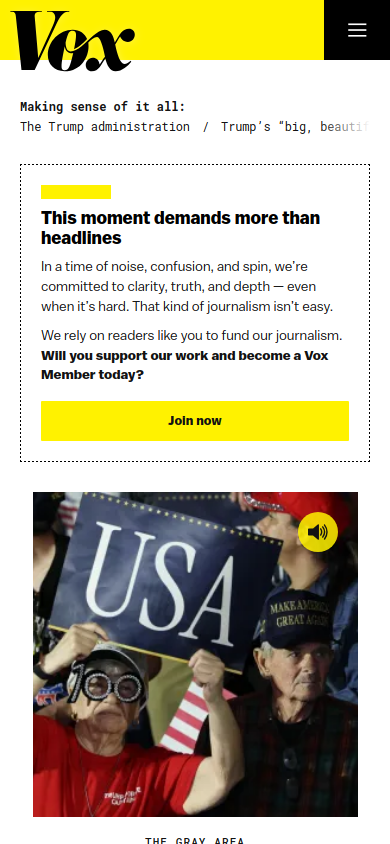 Vox
Making sense of it all:
The Trump administration / Trump's "big, beauti
This moment demands more than
headlines
In a time of noise, confusion, and spin, we're
committed to clarity, truth, and depth — even
when it's hard. That kind of journalism isn't easy.
We rely on readers like you to fund our journalism.
Will you support our work and become a Vox
Member today?
Join now
USA
MAKE AMERICA
GREAT AGAIN
THE GRAY AREA